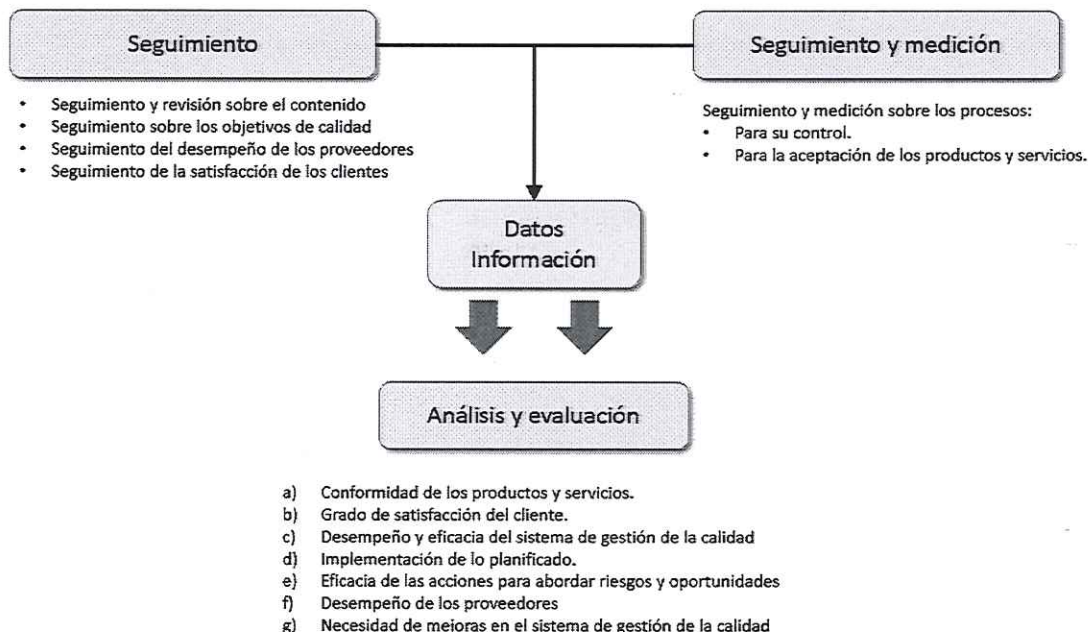 Seguimiento
Seguimiento y medición
• Seguimiento y revisión sobre el contenido
• Seguimiento sobre los objetivos de calidad
• Seguimiento del desempeño de los proveedores
• Seguimiento de la satisfacción de los clientes
Seguimiento y medición sobre los procesos:
• Para su control.
• Para la aceptación de los productos y servicios.
Datos
Información
Análisis y evaluación
a) Conformidad de los productos y servicios.
b) Grado de satisfacción del cliente.
c) Desempeño y eficacia del sistema de gestión de la calidad
d) Implementación de lo planificado.
e) Eficacia de las acciones para abordar riesgos y oportunidades
f) Desempeño de los proveedores
g) Necesidad de mejoras en el sistema de gestión de la calidad